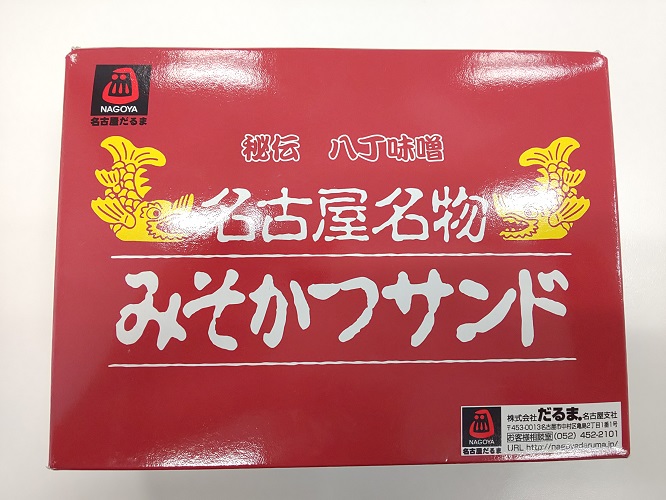 NAGOYA
名古屋だるま
秘伝 八丁味噌
名古屋名物
みそかつサンド
NAGOYA
名古屋だるま
株式会社だるま名古屋支社
〒453-0013名古屋市中村区亀島2丁目1番1号
お客様相談室(052)452-2101
URL http://nagoyadaruma.jp/